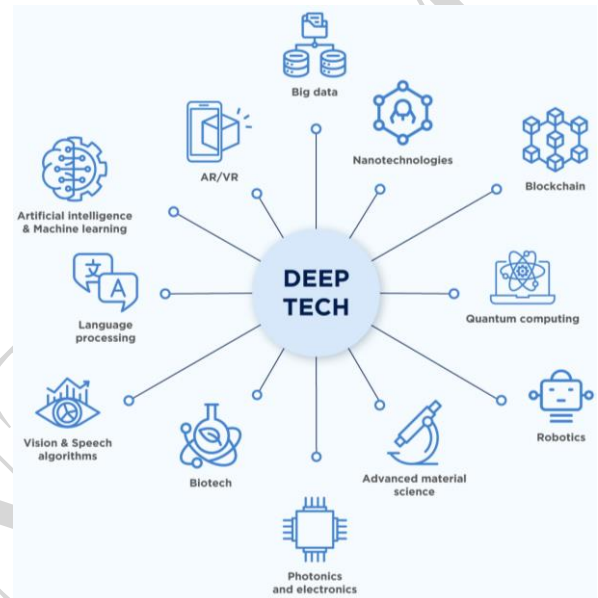 Big data
Nanotechnologies
Blockchain
AR/VR
Artificial intelligence
& Machine learning
文
A
Language
processing
DEEP
TECH
Quantum computing
Vision & Speech
algorithms
Biotech
Advanced material
science
Robotics
Photonics
and electronics